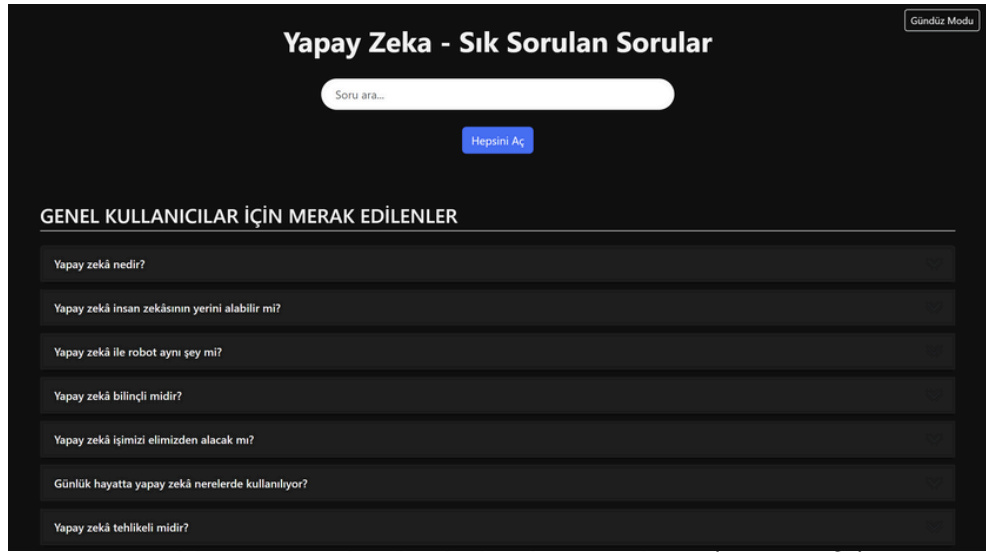 Gündüz Modu
Yapay Zeka - Sık Sorulan Sorular
Soru ara...
Hepsini Aç
GENEL KULLANICILAR İÇİN MERAK EDİLENLER
Yapay zekâ nedir?
Yapay zekâ insan zekâsının yerini alabilir mi?
Yapay zekâ ile robot aynı şey mi?
Yapay zekâ bilinçli midir?
Yapay zekâ işimizi elimizden alacak mı?
Günlük hayatta yapay zekâ nerelerde kullanılıyor?
Yapay zekâ tehlikeli midir?